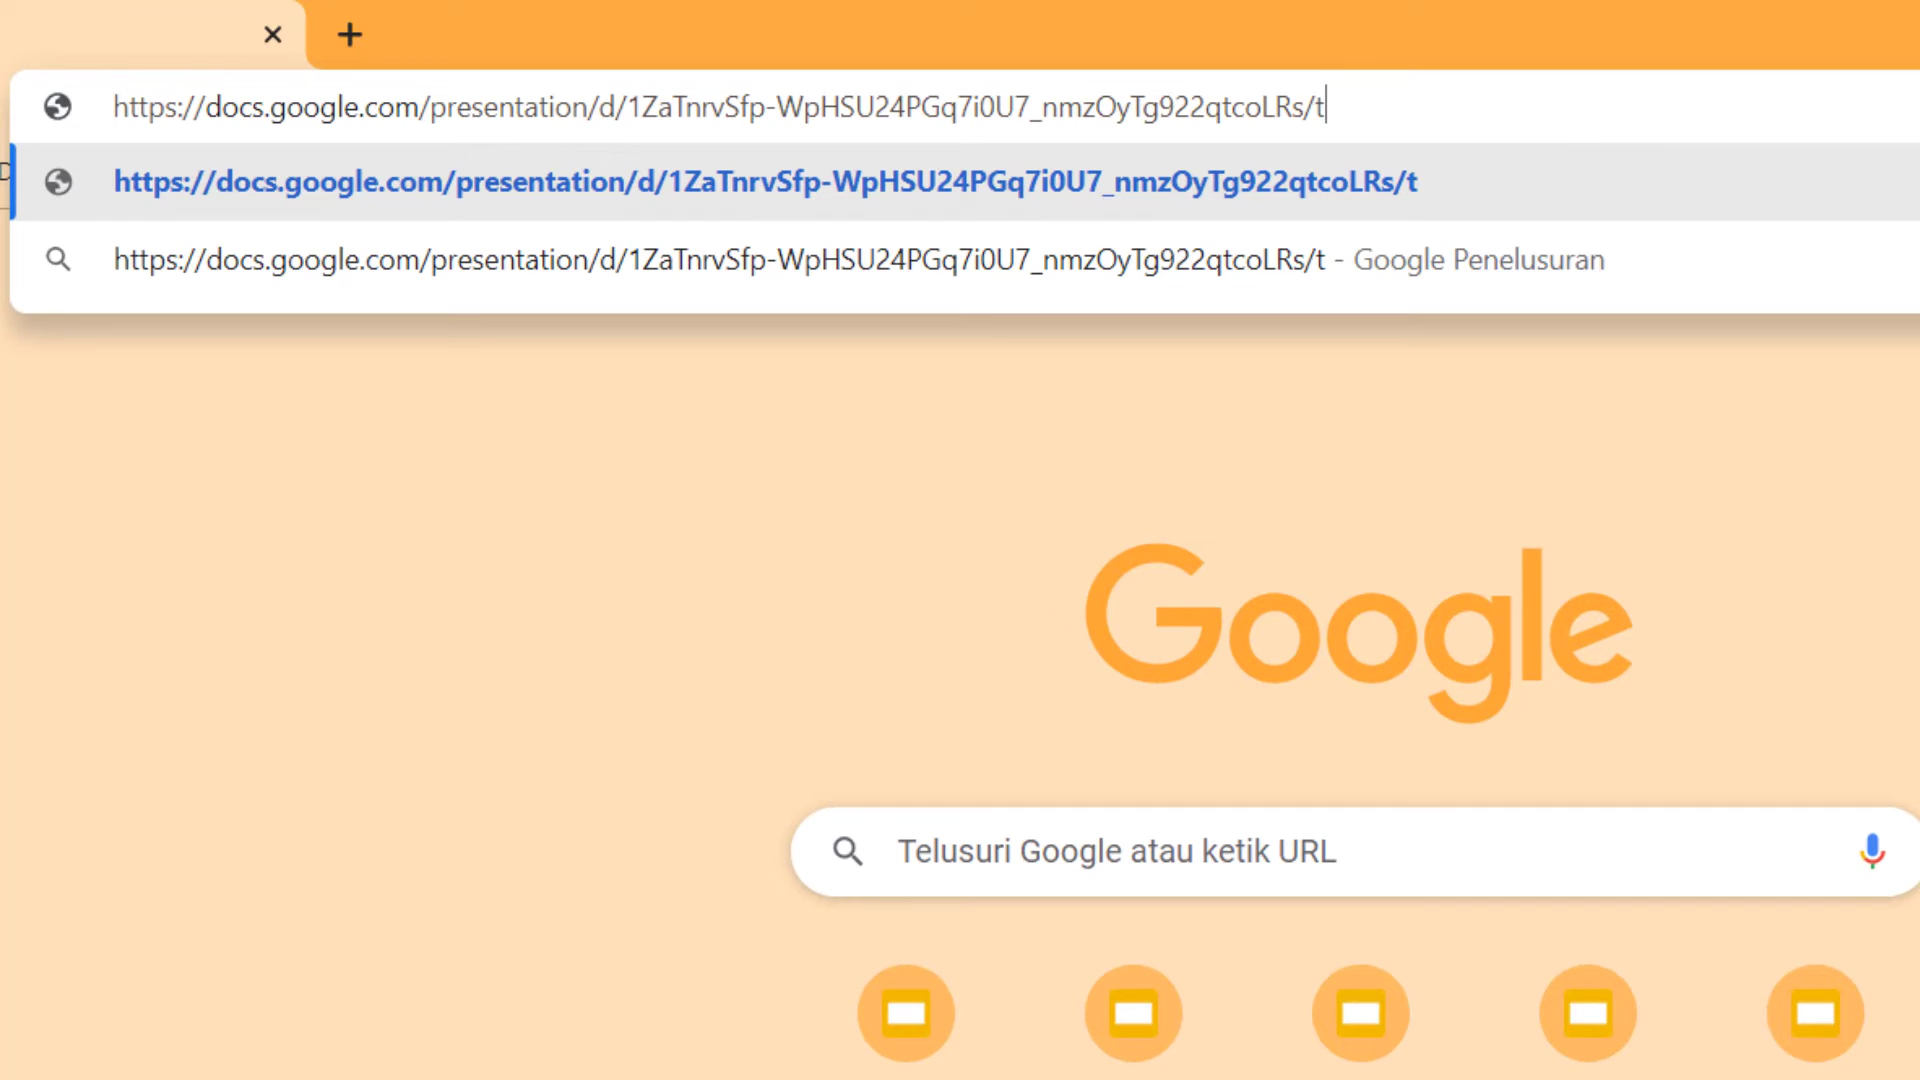 https://docs.google.com/presentation/d/1ZaTnrvSfp-WpHSU24PGq7i0U7_nmzOyTg922qtcoLRs/t
https://docs.google.com/presentation/d/1ZaTnrvSfp-WpHSU24PGq7i0U7_nmzOyTg922qtcoLRs/t
https://docs.google.com/presentation/d/1ZaTnrvSfp-WpHSU24PGq7i0U7_nmzOyTg922qtcoLRs/t - Google Penelusuran
Google
Telusuri Google atau ketik URL